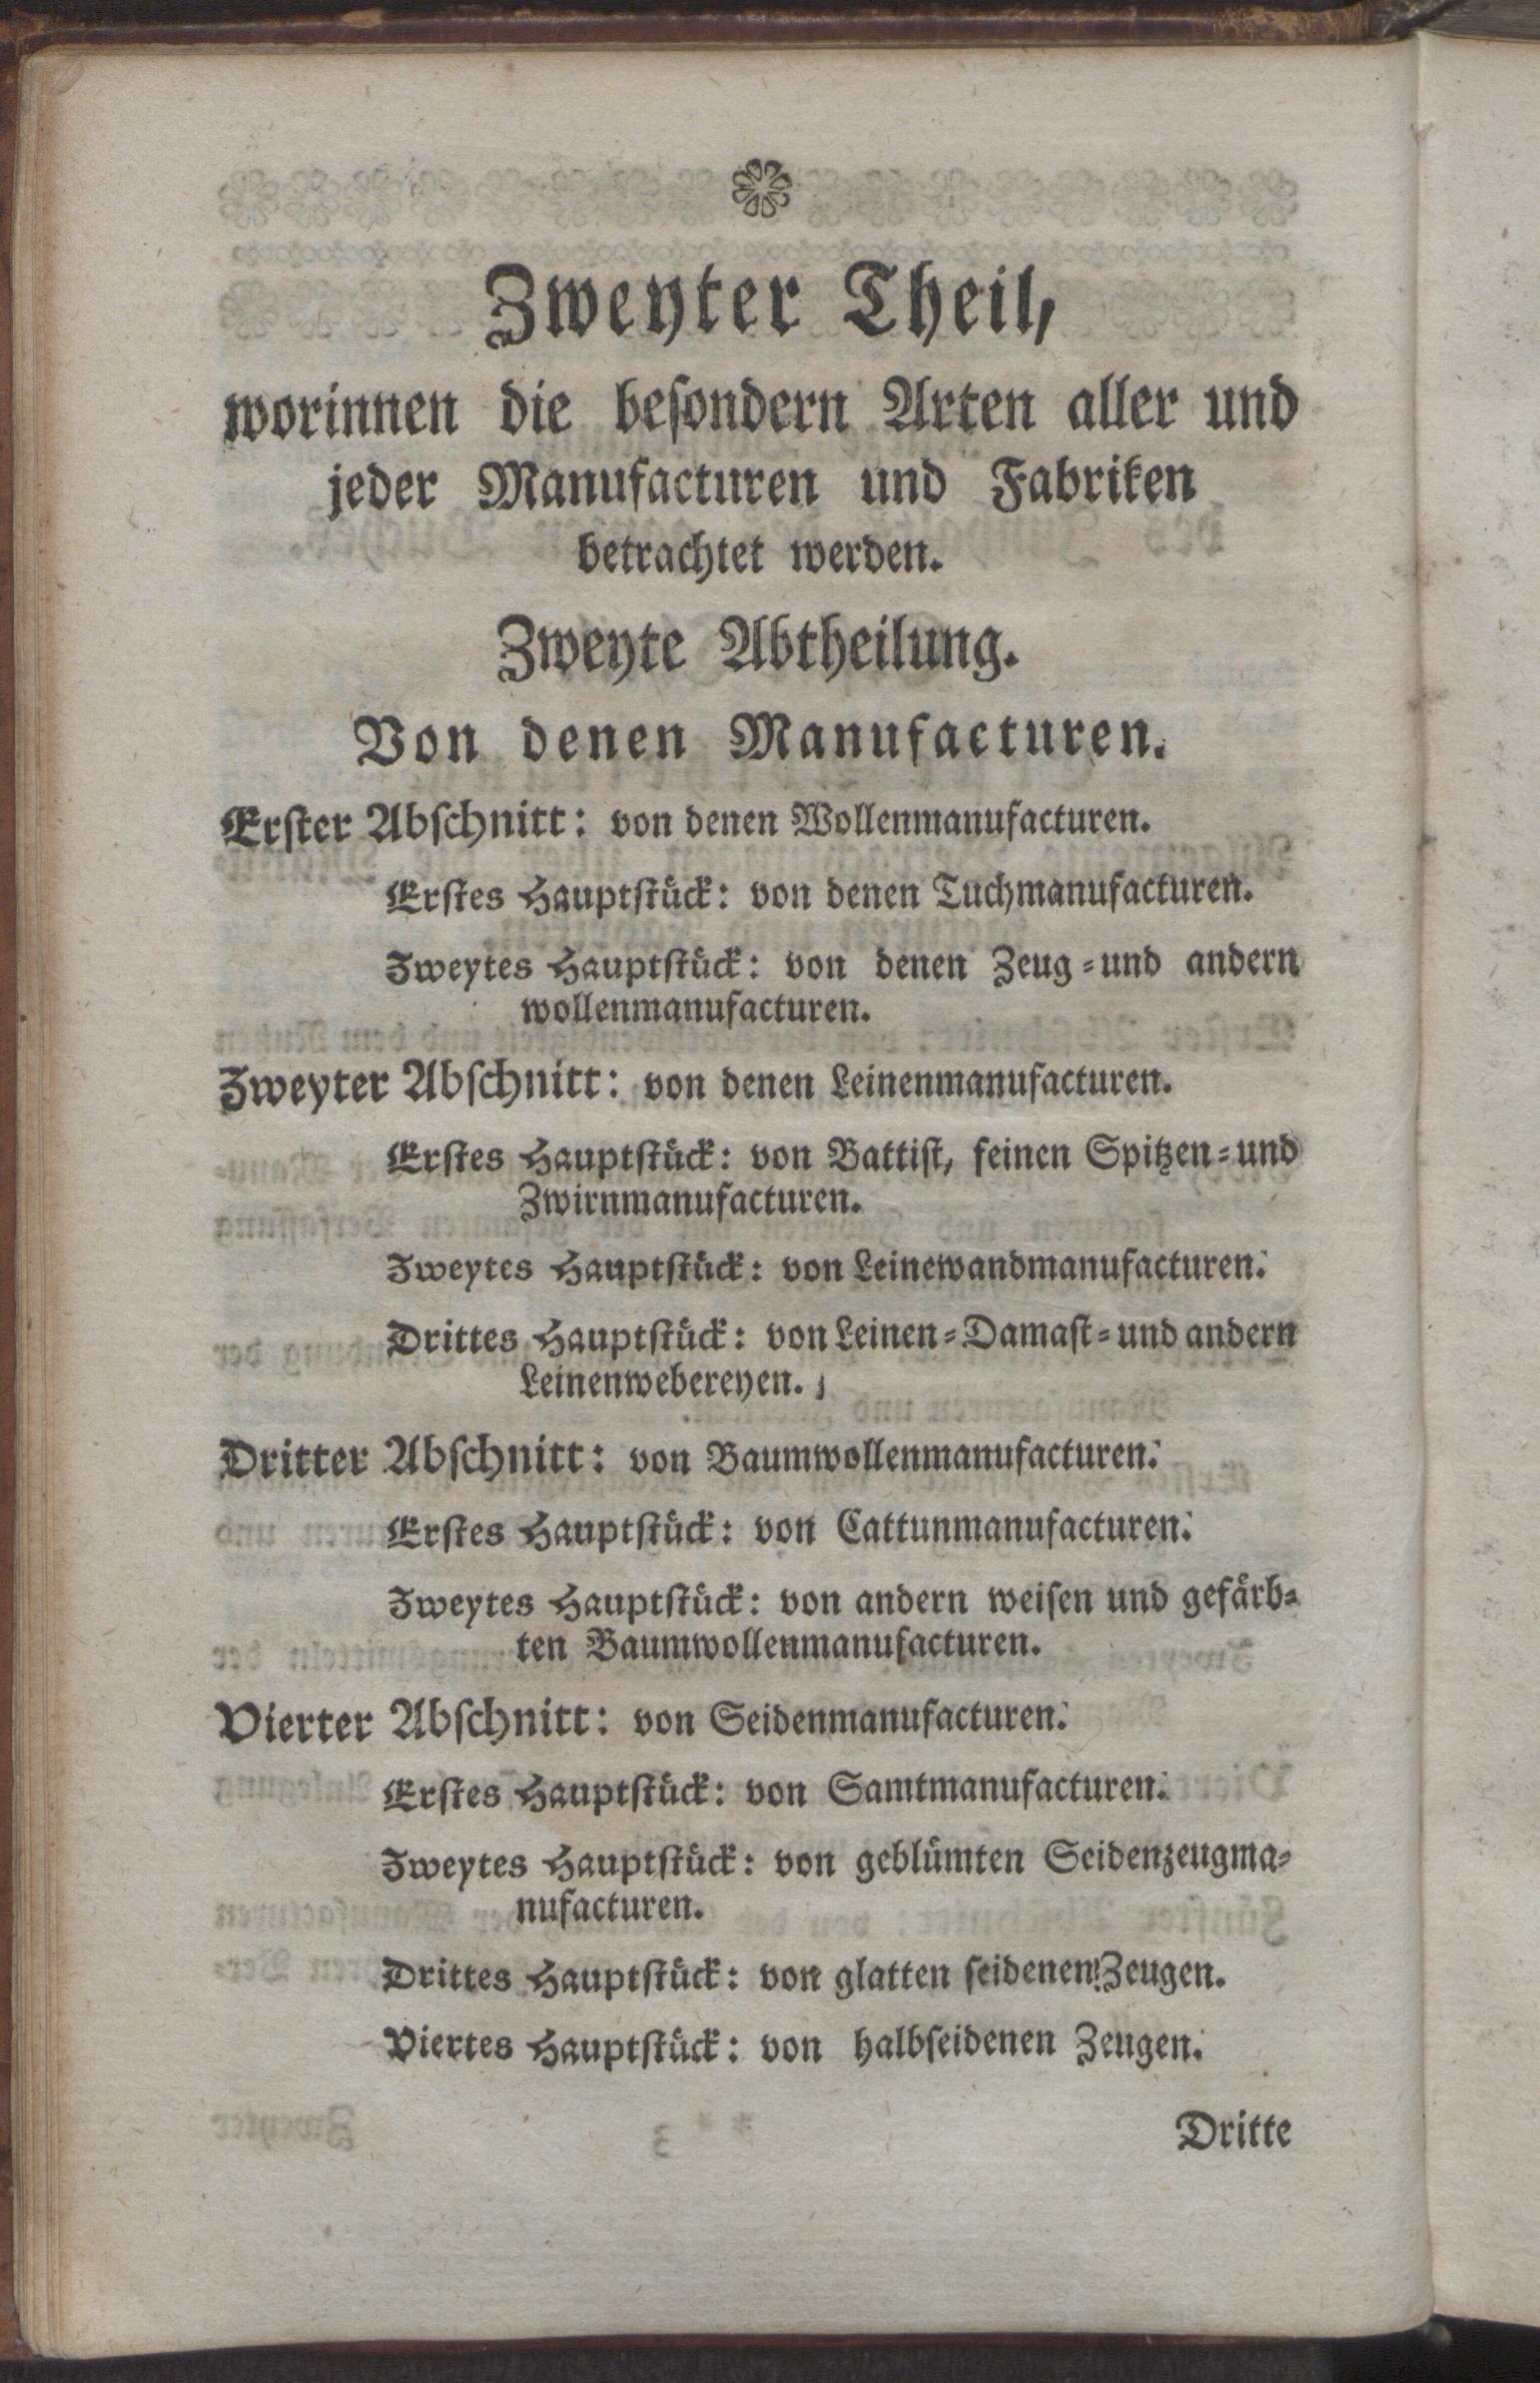 Zweyter Theil,
worinnen die besondern Arten aller und
jeder Manufacturen und Fabriken
betrachtet werden.
Zweyte Abtheilung.
Von denen Manufacturen.
Erster Abschnitt: von denen Wollenmanufacturen.
Erstes Hauptstück: von denen Tuchmanufacturen.
Zweytes Hauptstück: von denen Zeug-und andern
wollenmanufacturen.
Zweyter Abschnitt: von denen Leinenmanufacturen.
Erstes Hauptstück: von Battist, feinen Spitzen-und
Zwirnmanufacturen.
Zweytes Hauptstück: von Leinewandmanufacturen.
Drittes Hauptstück: von Leinen-Damast-und andern
Leinenwebereyen.
Dritter Abschnitt: von Baumwollenmanufacturen.
Erstes Hauptstück: von Cattunmanufacturen.
Zweytes Hauptstück: von andern weisen und gefärb-
ten Baumwollenmanufacturen.
Vierter Abschnitt: von Seidenmanufacturen.
Erstes Hauptstück: von Samtmanufacturen.
Zweytes Hauptstück: von geblümten Seidenzeugma-
nufacturen.
Drittes Hauptstück: von glatten seidenen Zeugen.
Viertes Hauptstück: von halbseidenen Zeugen.
Dritte